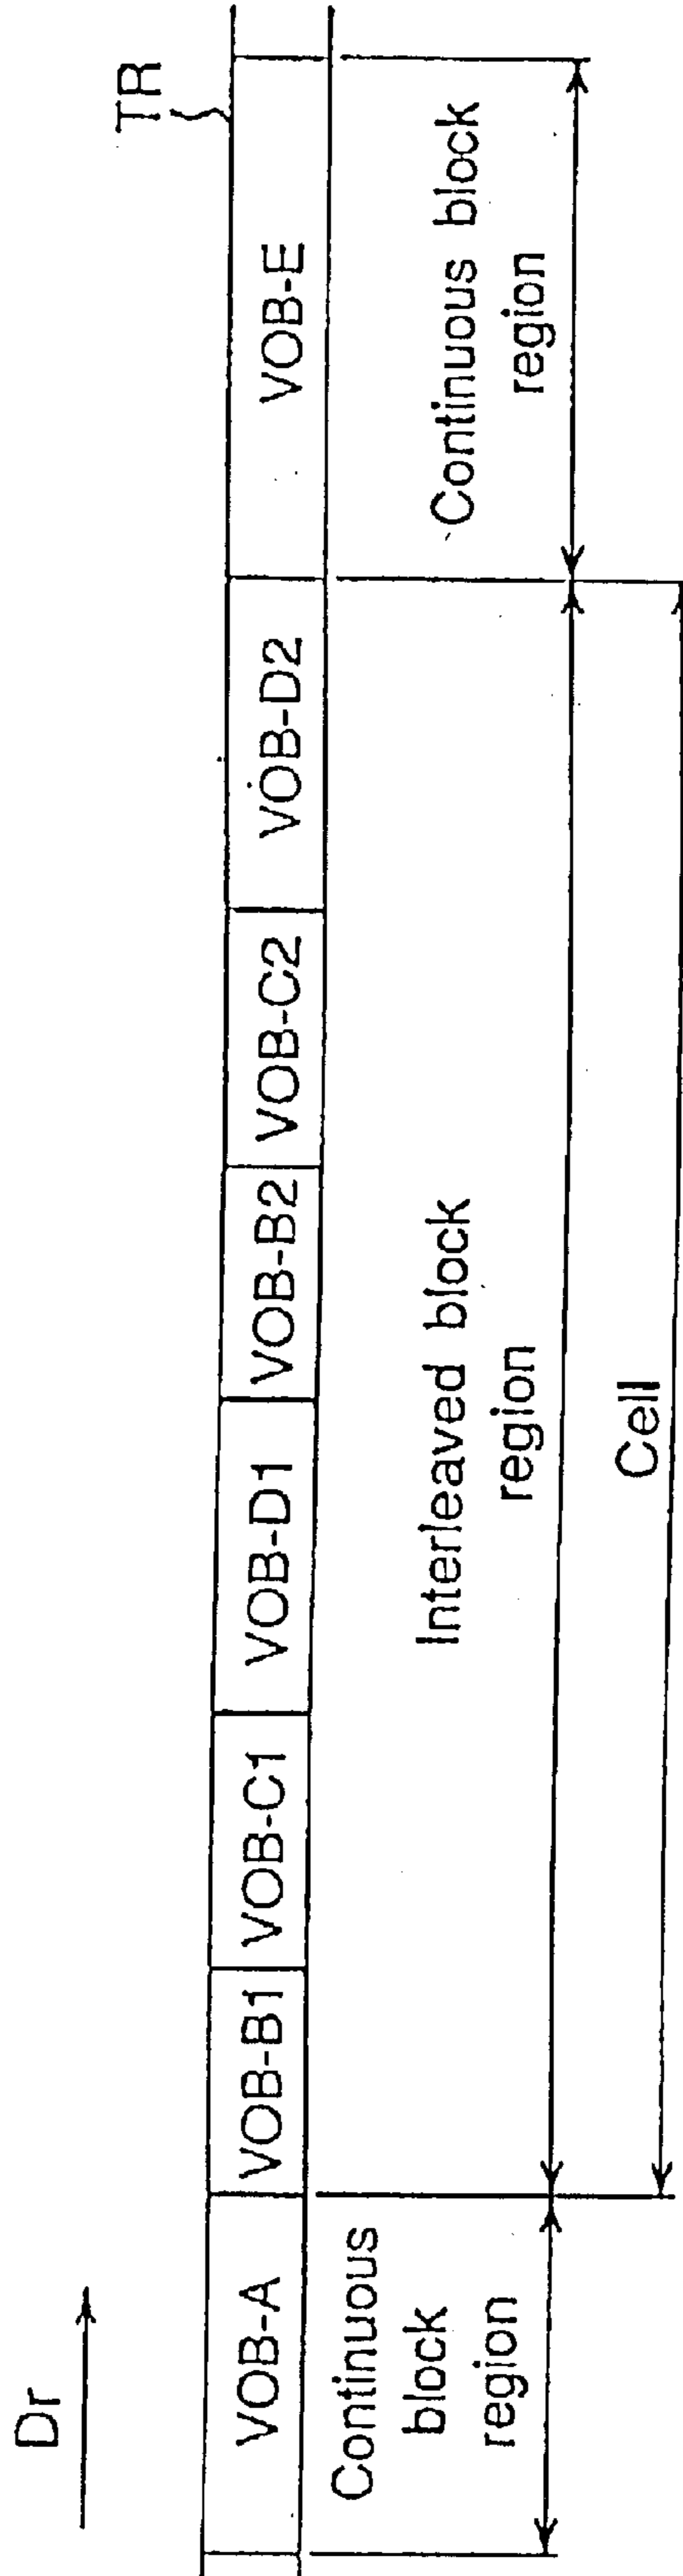 Dr
TR
VOB-A
VOB-B1
VOB-C1
VOB-D1
VOB-B2
VOB-C2
VOB-D2
VOB-E
Continuous
block
region
Interleaved block
region
Continuous block
region
Cell